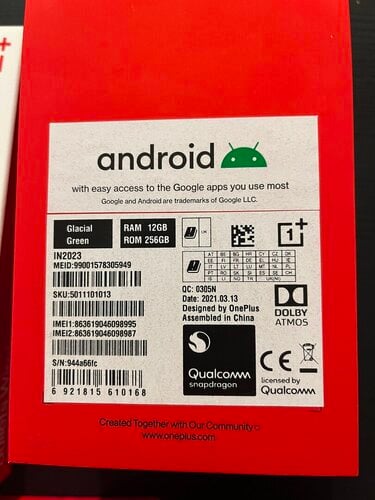 android
with easy access to the Google apps you use most
Google and Android are trademarks of Google LLC.
Glacial Green
RAM 12GB
ROM 256GB
IN2023
MEID:99001578305949
SKU:5011101013
IMEI1:863619046098995
IMEI2:863619046098987
S/N:944a66fc
6 921815 610168
QC: 0305N
Date: 2021.03.13
Designed by OnePlus
Assembled in China
DOLBY
ATMOS
Qualcomm
snapdragon
CE
licensed by
Qualcomm
Created Together with Our Community
www.oneplus.com